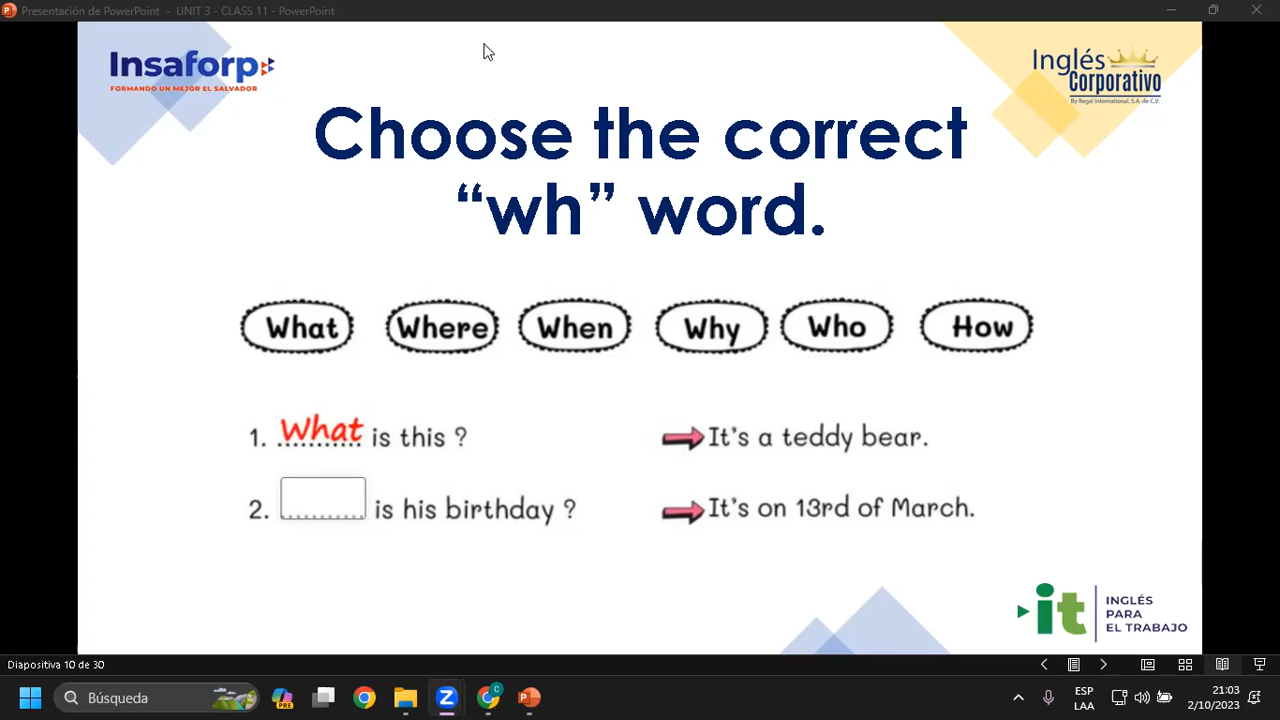 Presentación de PowerPoint - UNIT 3 - CLASS 11 - PowerPoint
Insaforp
FORMANDO UN MEJOR EL SALVADOR
Inglés
Corporativo
By Regal International, S.A. de C.V.
Choose the correct
“wh” word.
What Where When Why Who How
1. What is this ? It's a teddy bear.
2. .......... is his birthday ? It's on 13rd of March.
it INGLÉS
PARA
EL TRABAJO
Diapositiva 10 de 30
Búsqueda
PRE
Z
C
ESP
LAA
21:03
2/10/2023